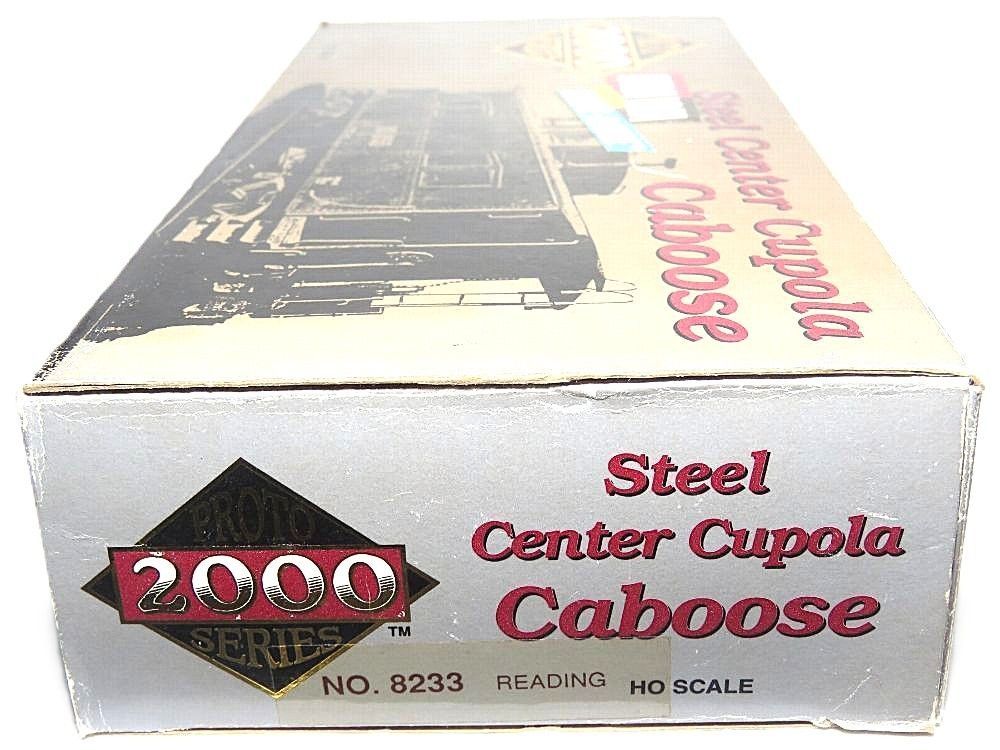 Steel Center Cupola
Caboose
PROTO
2000
SERIES
TM
Steel
Center Cupola
Caboose
NO. 8233 READING HO SCALE